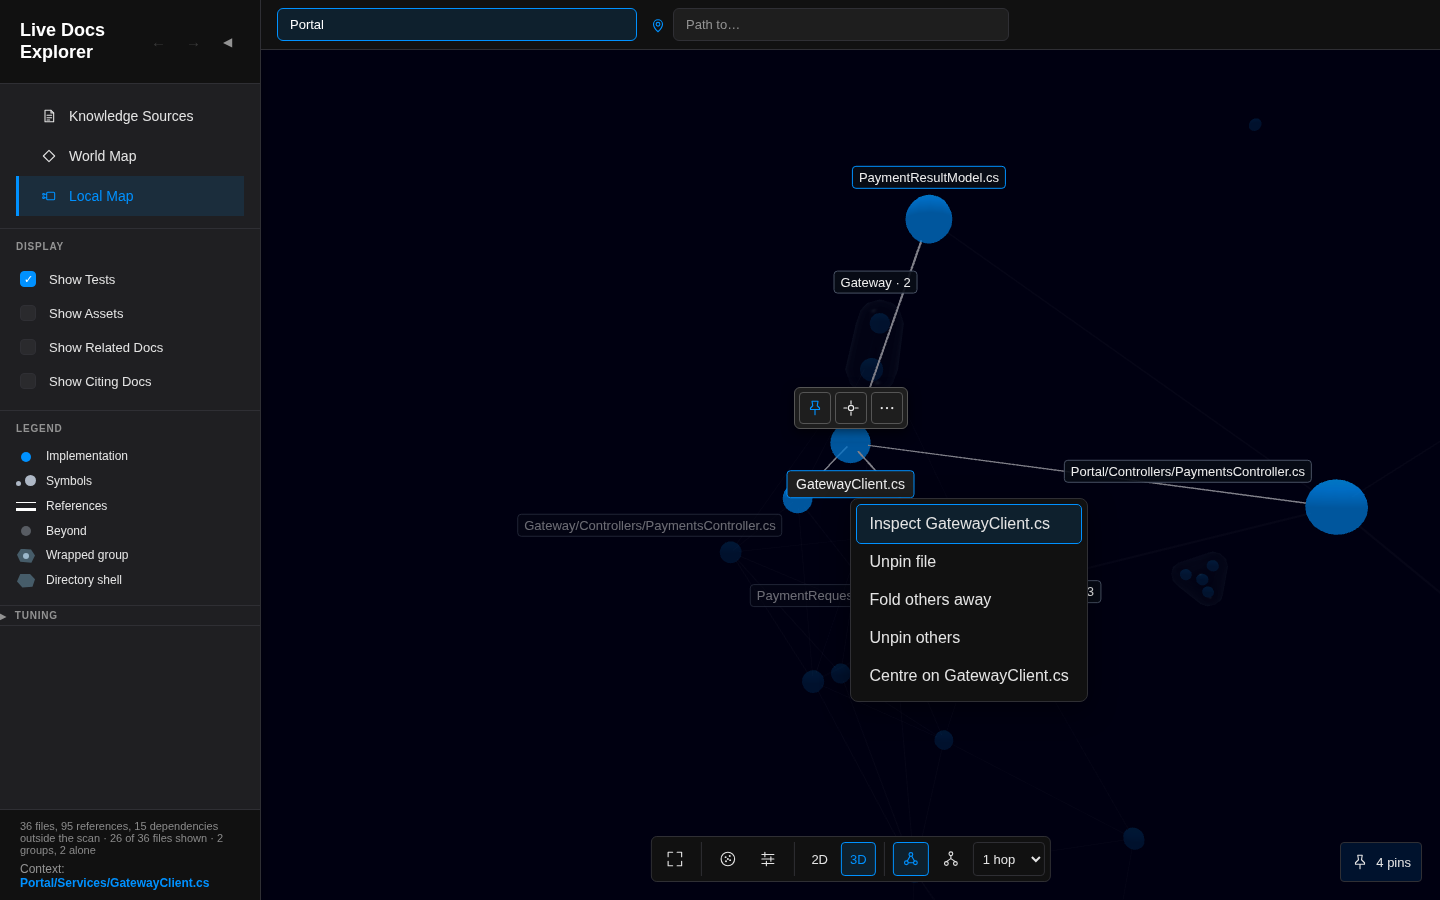 Live Docs
Explorer
Portal
Path to…
Knowledge Sources
World Map
Local Map
DISPLAY
Show Tests
Show Assets
Show Related Docs
Show Citing Docs
LEGEND
Implementation
Symbols
References
Beyond
Wrapped group
Directory shell
TUNING
36 files, 95 references, 15 dependencies
outside the scan · 26 of 36 files shown · 2
groups, 2 alone
Context:
Portal/Services/GatewayClient.cs
PaymentResultModel.cs
Gateway · 2
Portal/Controllers/PaymentsController.cs
GatewayClient.cs
Gateway/Controllers/PaymentsController.cs
PaymentReques
3
Inspect GatewayClient.cs
Unpin file
Fold others away
Unpin others
Centre on GatewayClient.cs
2D
3D
1 hop
4 pins